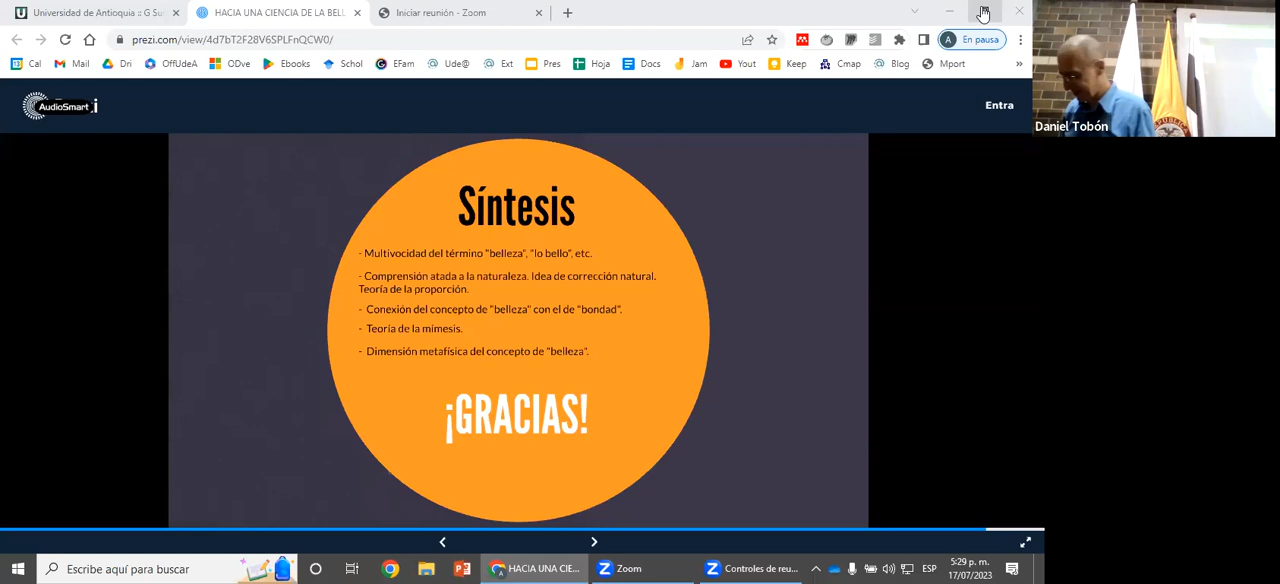 Universidad de Antioquia :: G Su
HACIA UNA CIENCIA DE LA BEL
Iniciar reunión - Zoom
prezi.com/view/4d7bT2F28V6SPLFnQCW0/
A En pausa
Cal Mail Dri OffUdeA ODve Ebooks Schol EFam Ude@ Ext Pres Hoja Docs Jam Yout Keep Cmap Blog Mport »
AudioSmart i
Entra
Daniel Tobón
REPUBLIC
Síntesis
- Multivocidad del término "belleza", "lo bello", etc.
- Comprensión atada a la naturaleza. Idea de corrección natural.
Teoría de la proporción.
- Conexión del concepto de "belleza" con el de "bondad".
- Teoría de la mímesis.
- Dimensión metafísica del concepto de "belleza".
¡GRACIAS!
Escribe aquí para buscar
HACIA UNA CIE...
Zoom
Controles de reu...
ESP
5:29 p. m.
17/07/2023